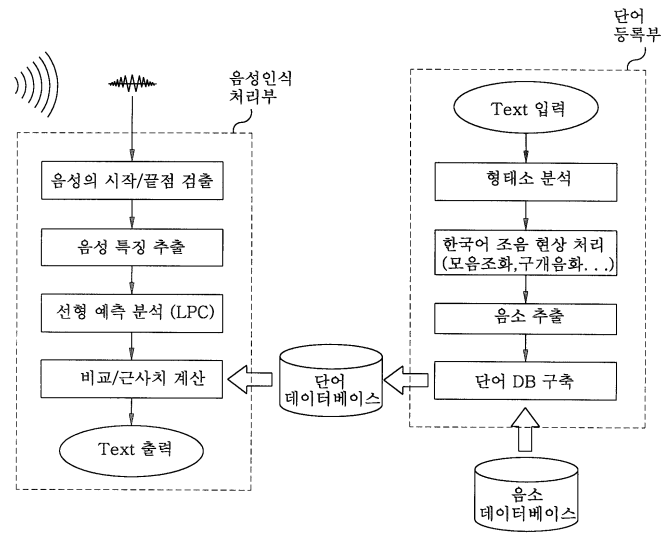 음성인식
처리부
음성의 시작/끝점 검출
음성 특징 추출
선형 예측 분석 (LPC)
비교/근사치 계산
Text 출력
단어
데이터베이스
단어
등록부
Text 입력
형태소 분석
한국어 조음 현상 처리
(모음조화,구개음화...)
음소 추출
단어 DB 구축
음소
데이터베이스